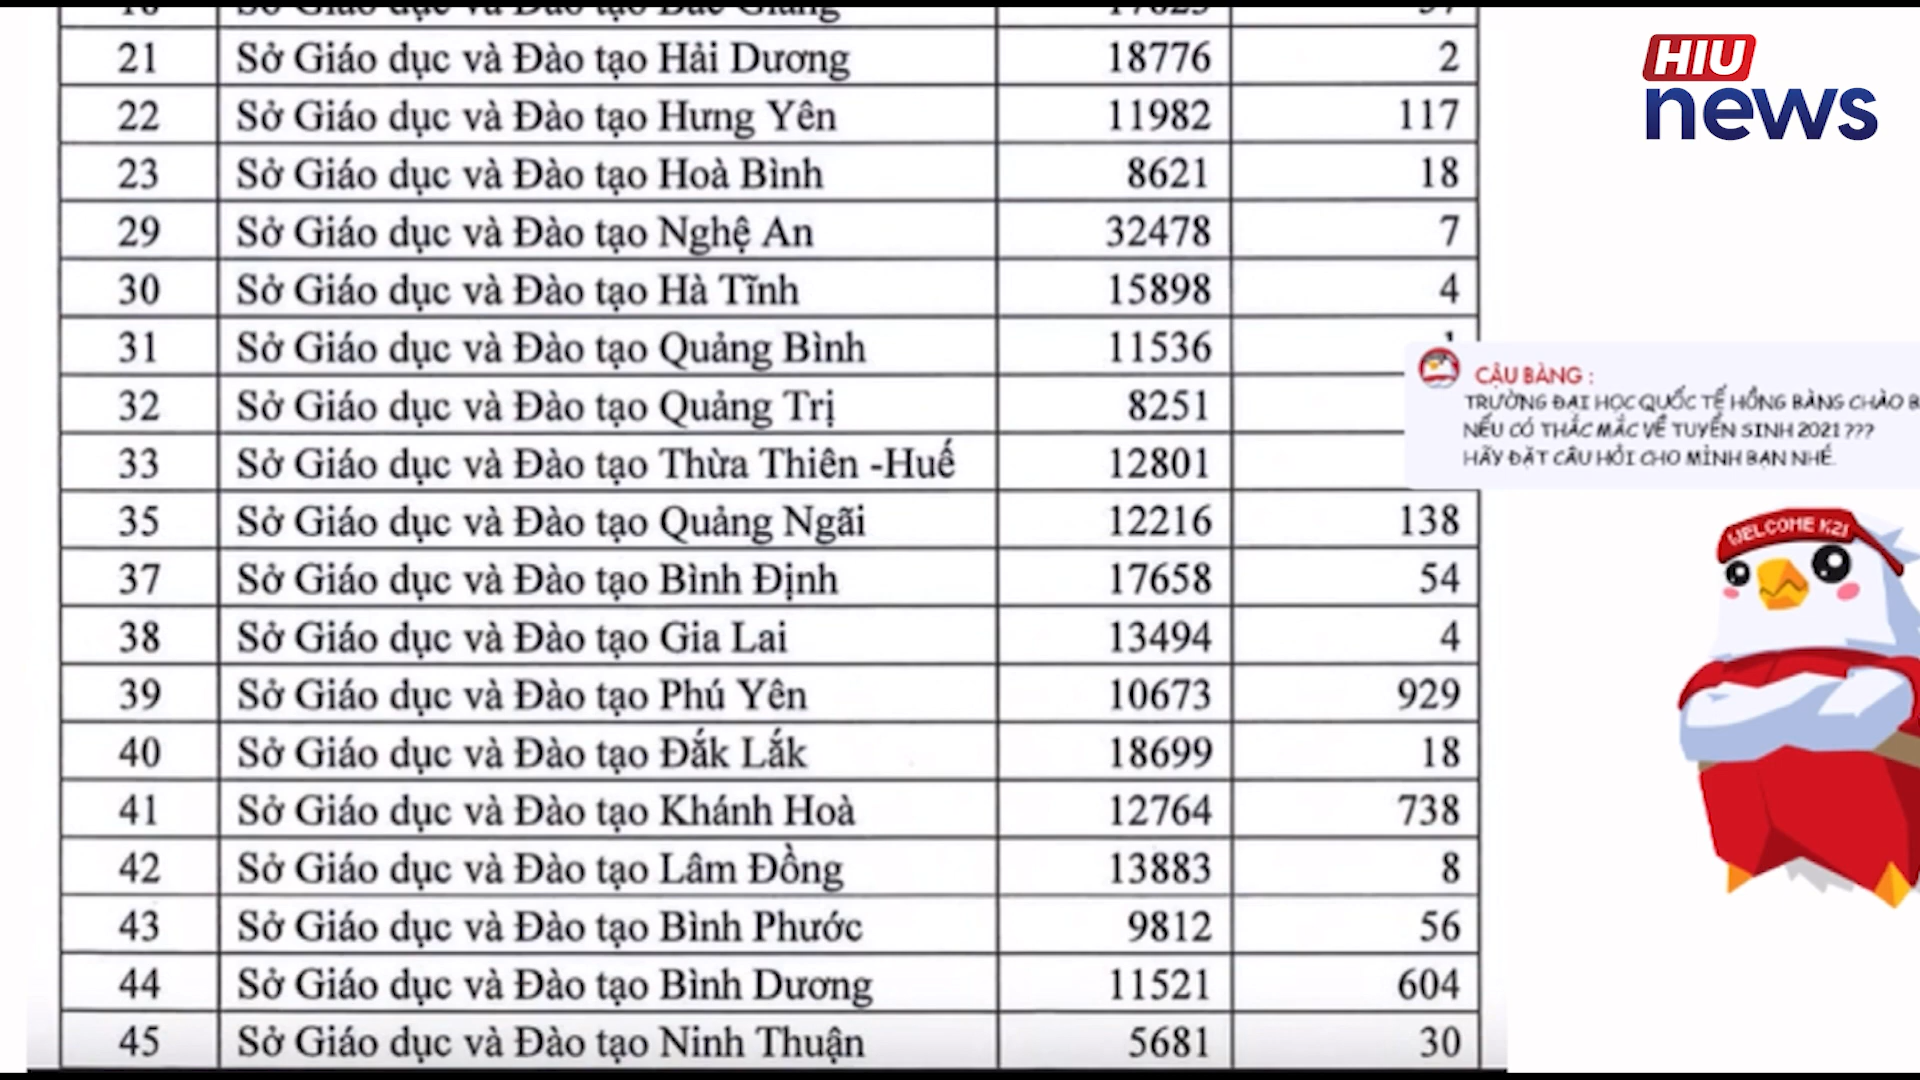 21 Sở Giáo dục và Đào tạo Hải Dương 18776 2
22 Sở Giáo dục và Đào tạo Hưng Yên 11982 117
23 Sở Giáo dục và Đào tạo Hoà Bình 8621 18
29 Sở Giáo dục và Đào tạo Nghệ An 32478 7
30 Sở Giáo dục và Đào tạo Hà Tĩnh 15898 4
31 Sở Giáo dục và Đào tạo Quảng Bình 11536
32 Sở Giáo dục và Đào tạo Quảng Trị 8251
33 Sở Giáo dục và Đào tạo Thừa Thiên -Huế 12801
35 Sở Giáo dục và Đào tạo Quảng Ngãi 12216 138
37 Sở Giáo dục và Đào tạo Bình Định 17658 54
38 Sở Giáo dục và Đào tạo Gia Lai 13494 4
39 Sở Giáo dục và Đào tạo Phú Yên 10673 929
40 Sở Giáo dục và Đào tạo Đắk Lắk 18699 18
41 Sở Giáo dục và Đào tạo Khánh Hoà 12764 738
42 Sở Giáo dục và Đào tạo Lâm Đồng 13883 8
43 Sở Giáo dục và Đào tạo Bình Phước 9812 56
44 Sở Giáo dục và Đào tạo Bình Dương 11521 604
45 Sở Giáo dục và Đào tạo Ninh Thuận 5681 30
HIU
news
CẬU BÀNG :
TRƯỜNG ĐẠI HỌC QUỐC TẾ HỒNG BÀNG CHÀO
NẾU CÓ THẮC MẮC VỀ TUYỂN SINH 2021 ???
HÃY ĐẶT CÂU HỎI CHO MÌNH BẠN NHÉ.
WELCOME K21